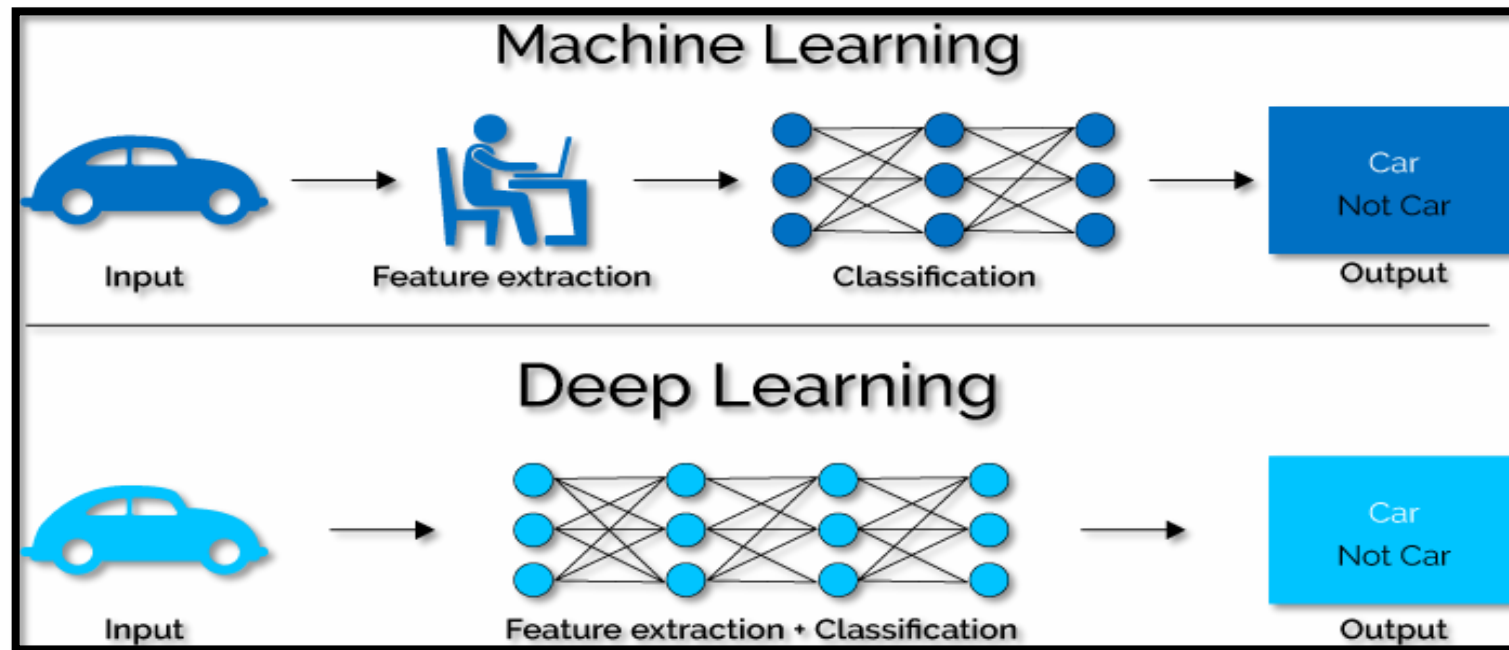 Machine Learning
Car
Not Car
Input
Feature extraction
Classification
Output
Deep Learning
Car
Not Car
Input
Feature extraction + Classification
Output